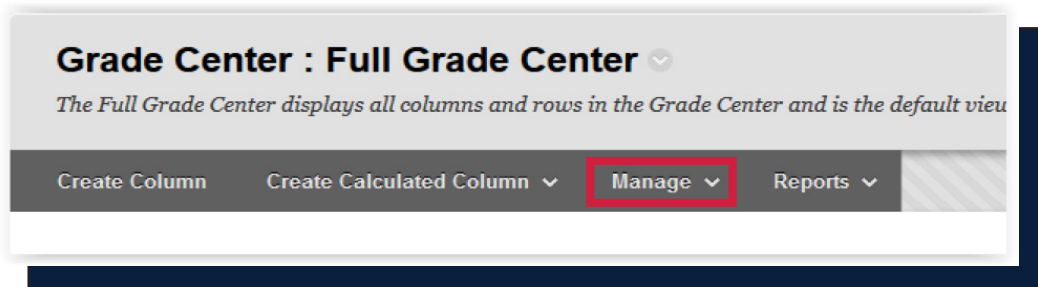 Grade Center : Full Grade Center
The Full Grade Center displays all columns and rows in the Grade Center and is the default view
Create Column Create Calculated Column Manage Reports